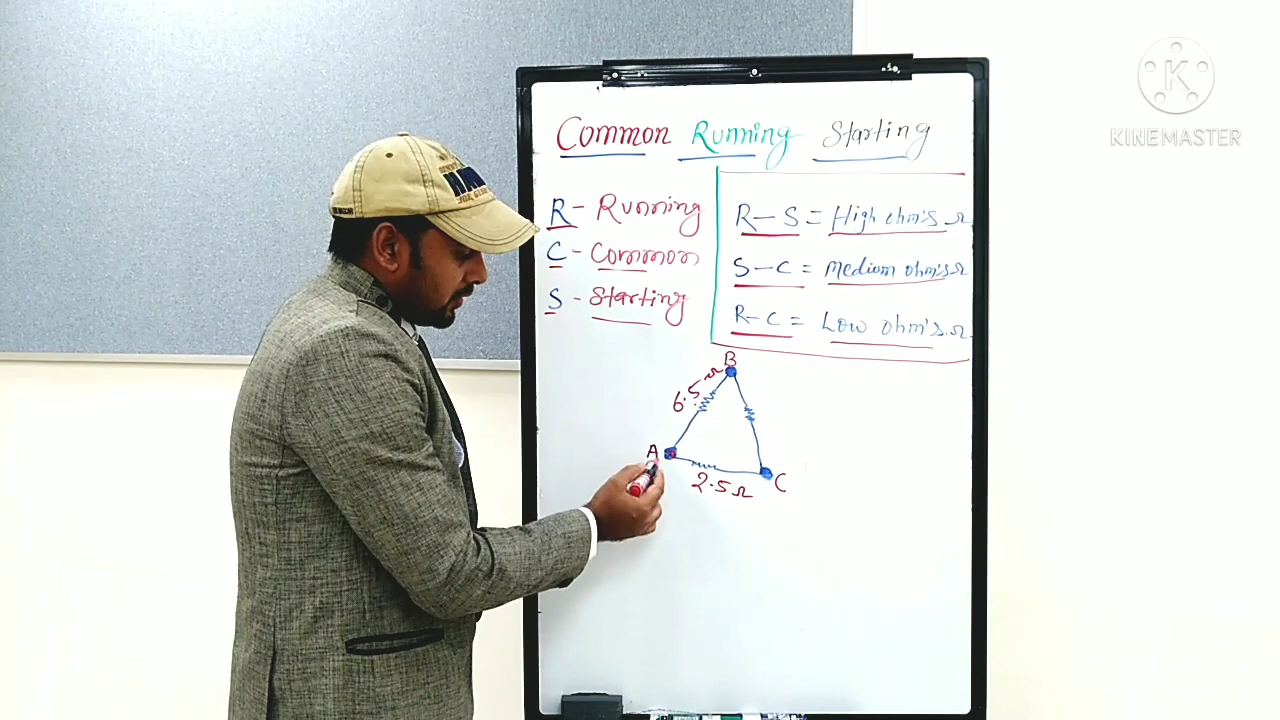 Common Running Starting
R - Running
C - Common
S - Starting
R - S = High ohm's Ω
S - C = Medium ohm's Ω
R - C = Low ohm's Ω
B
6.5 Ω
A
2.5 Ω
C
KINEMASTER